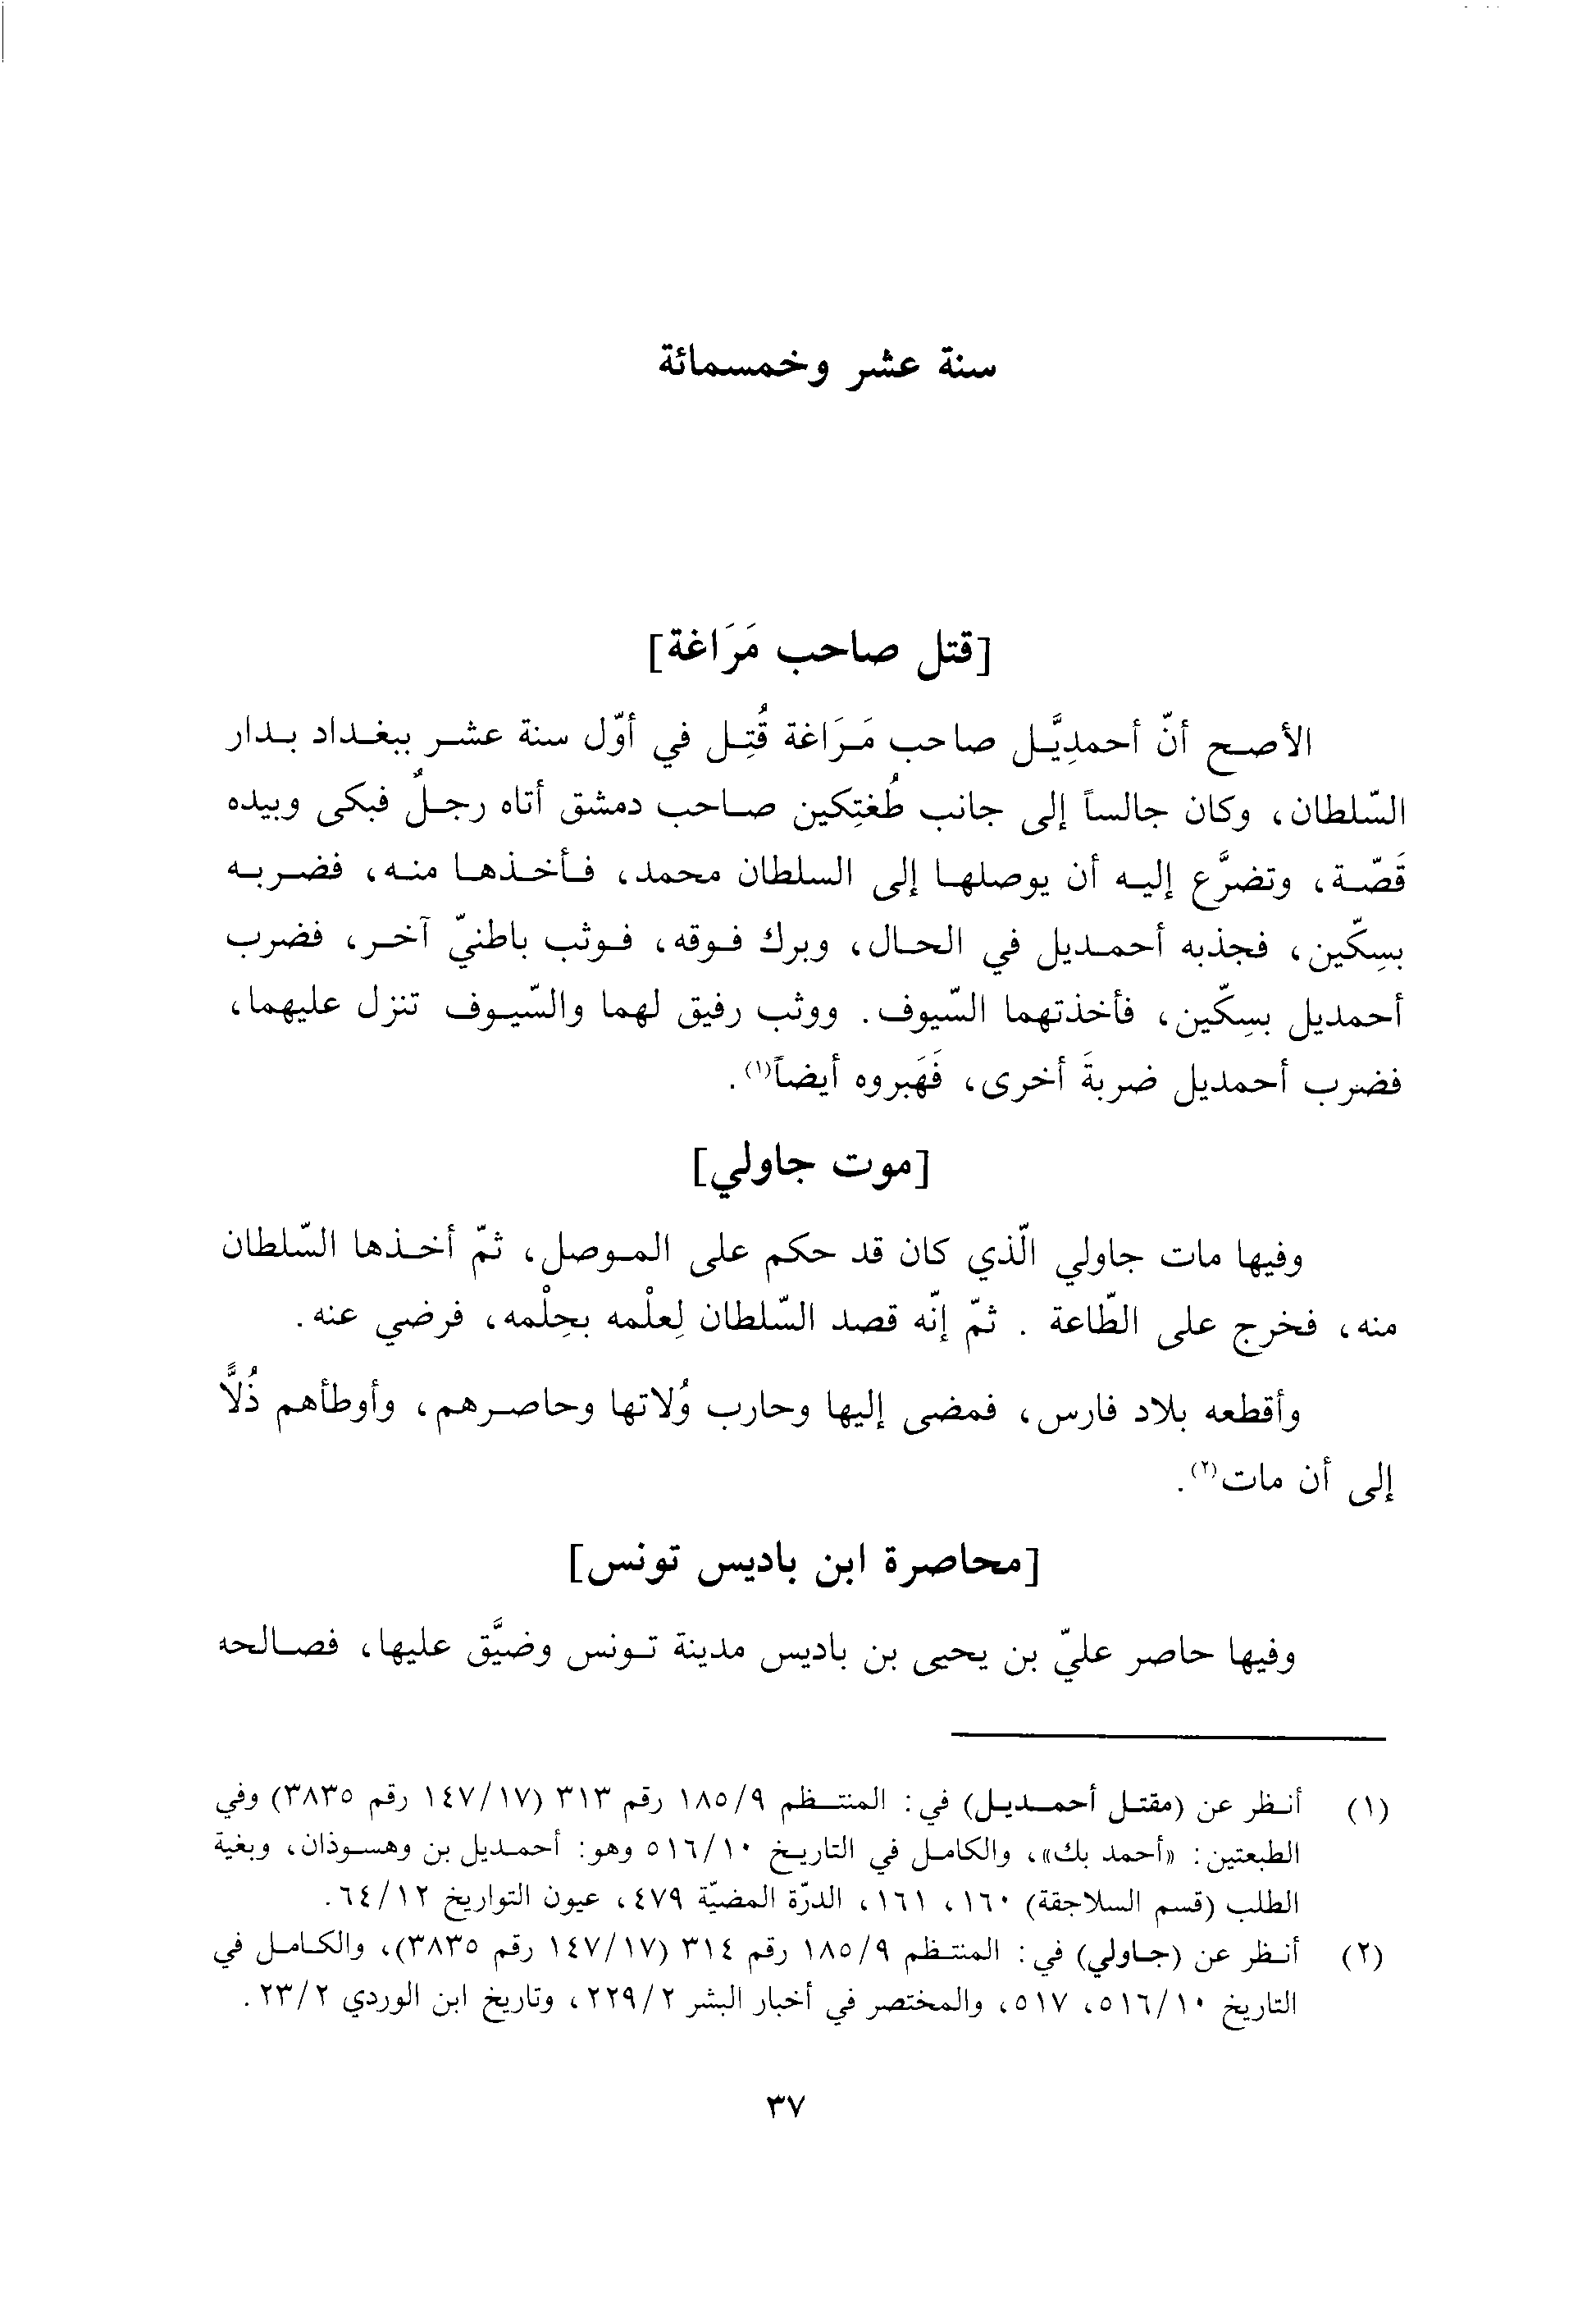 سنة عشر وخمسمائة
[قتل صاحب مَرَاغة]
الأصح أنّ أحمدِيَّل صاحب مَرَاغة قُتِل في أوّل سنة عشر ببغداد بدار
السّلطان، وكان جالساً إلى جانب طُغتِكين صاحب دمشق أتاه رجلٌ فبكى وبيده
قَصّة، وتضرَّع إليه أن يوصلها إلى السلطان محمد، فأخذها منه، فضربه
بسِكّين، فجذبه أحمديل في الحال، وبرك فوقه، فوثب باطنيّ آخر، فضرب
أحمديل بسِكّين، فأخذتهما السّيوف. ووثب رفيق لهما والسّيوف تنزل عليهما،
فضرب أحمديل ضربةَ أخرى، فَهَبروه أيضاً(١).
[موت جاولي]
وفيها مات جاولي الّذي كان قد حكم على الموصل، ثمّ أخذها السّلطان
منه، فخرج على الطّاعة . ثمّ إنّه قصد السّلطان لِعلْمه بحِلْمه، فرضي عنه.
وأقطعه بلاد فارس، فمضى إليها وحارب وُلاتها وحاصرهم، وأوطأهم ذُلًّا
إلى أن مات(٢).
[محاصرة ابن باديس تونس]
وفيها حاصر عليّ بن يحيى بن باديس مدينة تونس وضيَّق عليها، فصالحه
(١) أنظر عن (مقتل أحمديل) في: المنتظم ١٨٥/٩ رقم ٣١٣ (١٤٧/١٧ رقم ٣٨٣٥) وفي
الطبعتين: «أحمد بك»، والكامل في التاريخ ٥١٦/١٠ وهو: أحمديل بن وهسوذان، وبغية
الطلب (قسم السلاجقة) ١٦٠، ١٦١، الدرّة المضيّة ٤٧٩، عيون التواريخ ٦٤/١٢.
(٢) أنظر عن (جاولي) في: المنتظم ١٨٥/٩ رقم ٣١٤ (١٤٧/١٧ رقم ٣٨٣٥)، والكامل في
التاريخ ٥١٦/١٠، ٥١٧، والمختصر في أخبار البشر ٢٢٩/٢، وتاريخ ابن الوردي ٢٣/٢.
٣٧